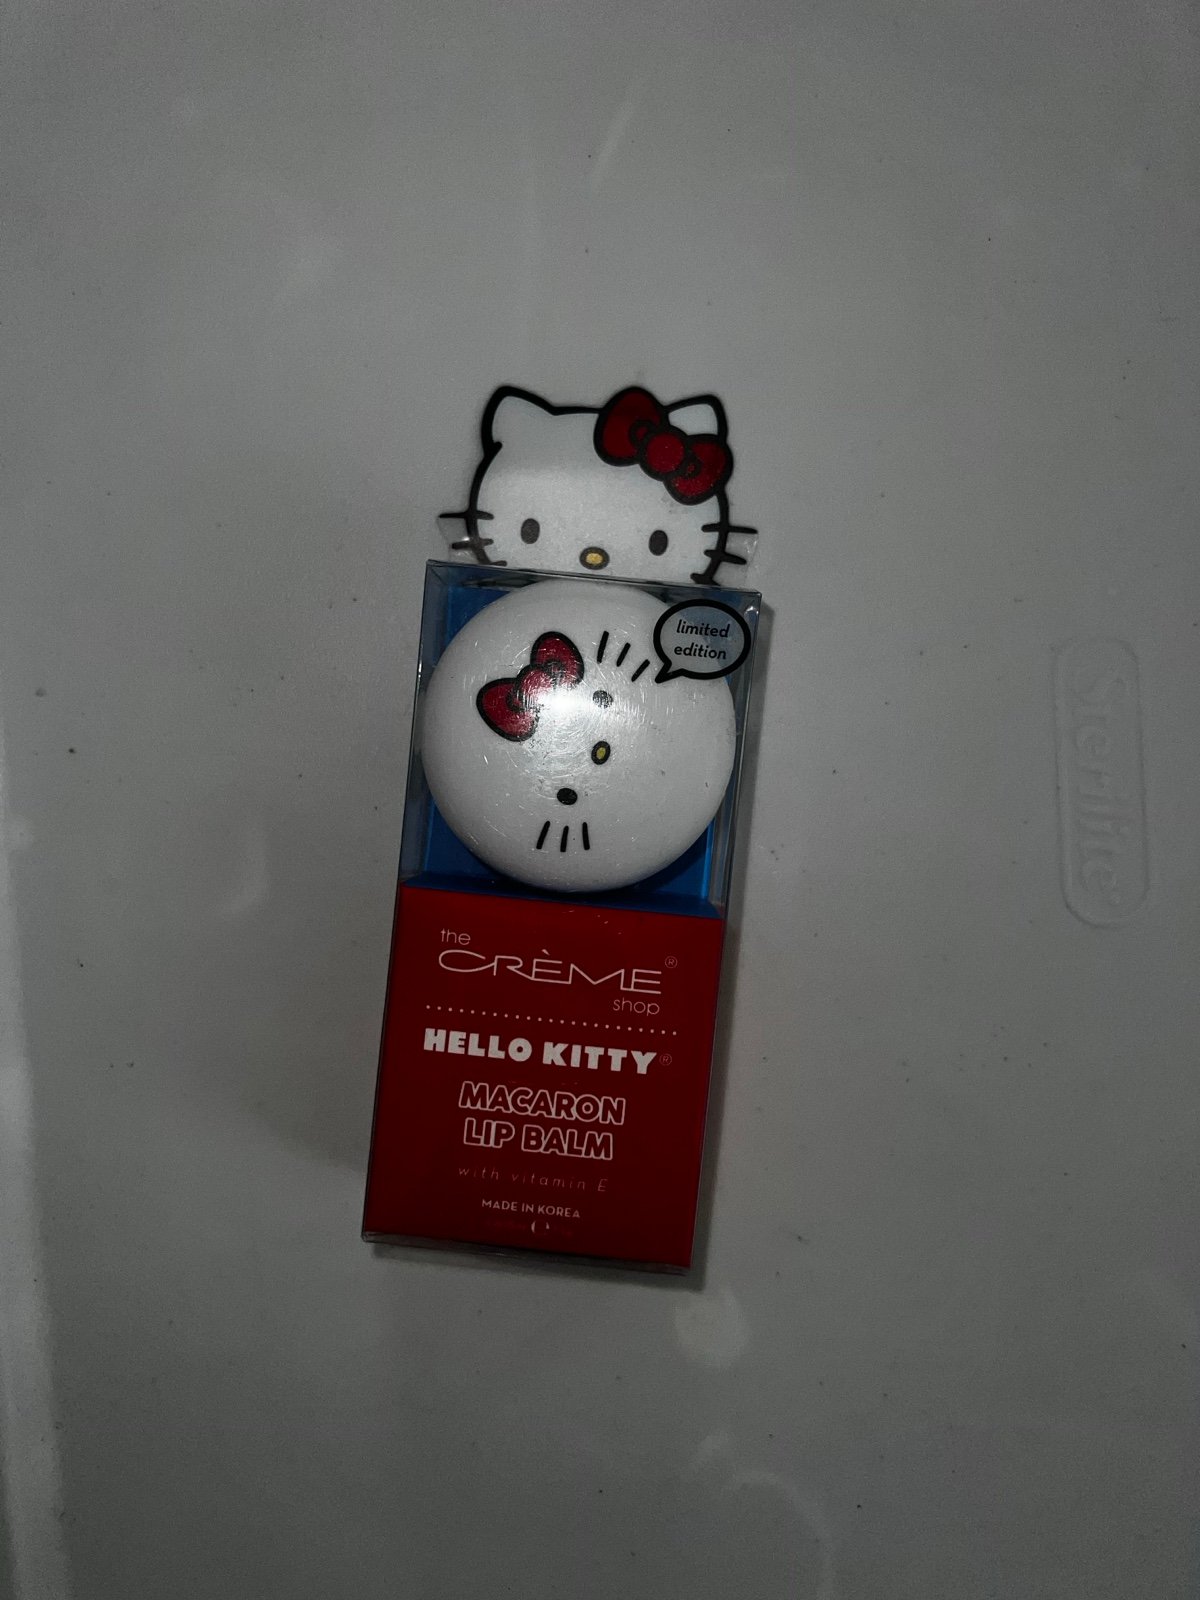 limited
edition
the
CRÈME®
shop
HELLO KITTY®
MACARON
LIP BALM
with vitamin E
MADE IN KOREA
Sterilite